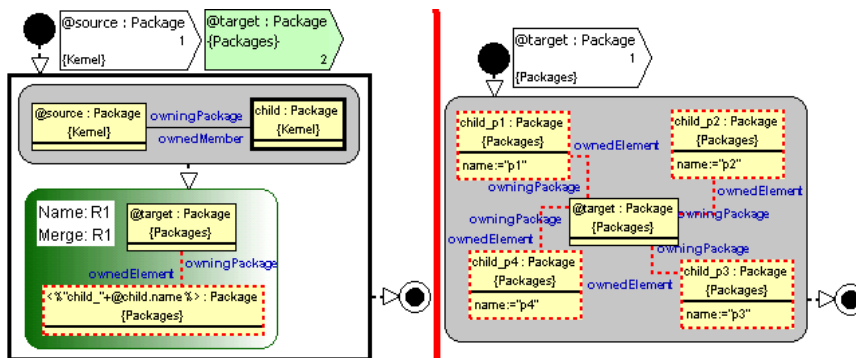 @source : Package
1
{Kernel}
@target : Package
{Packages}
2
@source : Package
{Kernel}
owningPackage
ownedMember
child : Package
{Kernel}
Name: R1
Merge: R1
@target : Package
{Packages}
ownedElement
owningPackage
<%"child_"+@child.name%> : Package
{Packages}
@target : Package
1
{Packages}
child_p1 : Package
{Packages}
name:="p1"
ownedElement
owningPackage
child_p2 : Package
{Packages}
name:="p2"
ownedElement
owningPackage
@target : Package
{Packages}
owningPackage
ownedElement
child_p4 : Package
{Packages}
name:="p4"
owningPackage
ownedElement
child_p3 : Package
{Packages}
name:="p3"